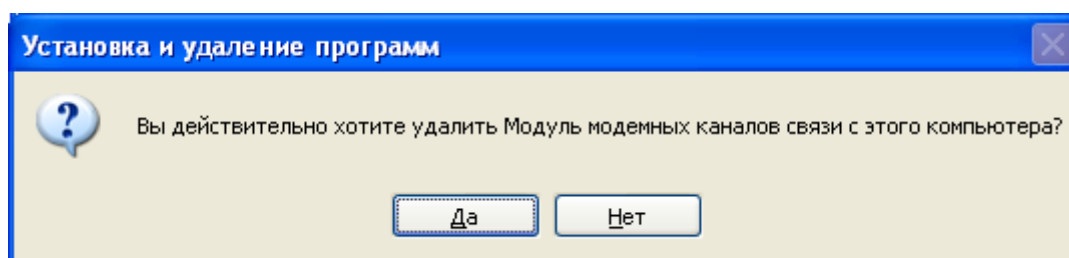 Установка и удаление программ
Вы действительно хотите удалить Модуль модемных каналов связи с этого компьютера?
Да
Нет